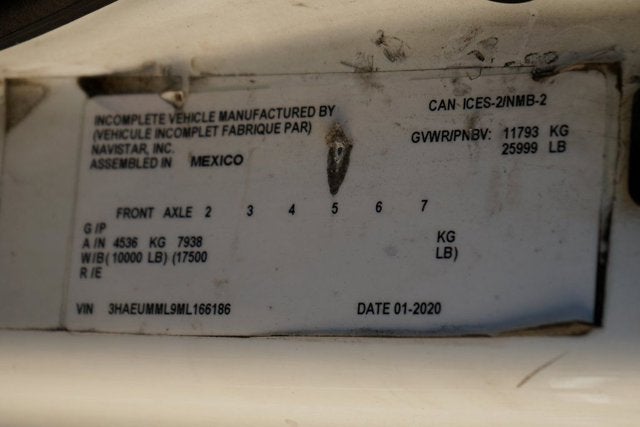 INCOMPLETE VEHICLE MANUFACTURED BY
(VEHICULE INCOMPLET FABRIQUE PAR)
NAVISTAR, INC.
ASSEMBLED IN MEXICO
CAN ICES-2/NMB-2
GVWR/PNBV: 11793 KG
25999 LB
FRONT AXLE 2 3 4 5 6 7
G/P
A/N 4536 KG 7938 KG
W/B (10000 LB) (17500 LB)
R/E
VIN 3HAEUMML9ML166186 DATE 01-2020